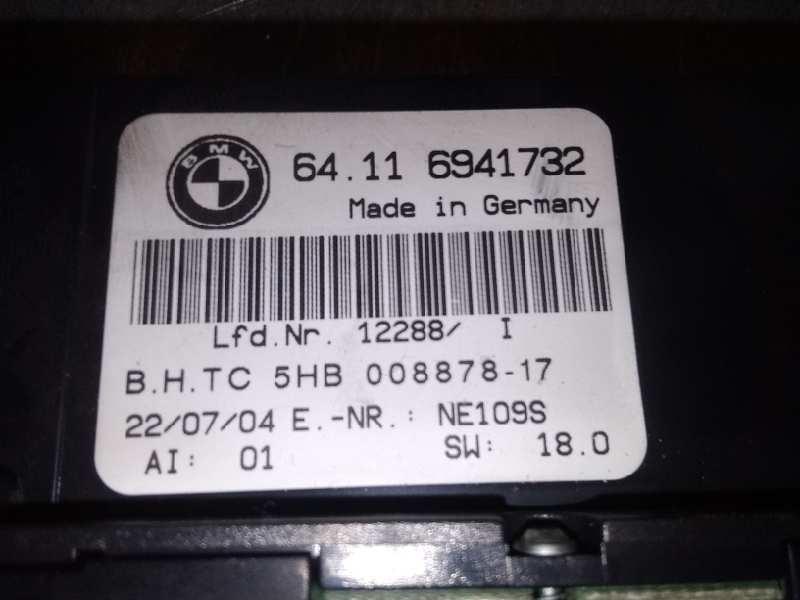 BMW
64.11 6941732
Made in Germany
Lfd.Nr. 12288/ I
B.H.TC 5HB 008878-17
22/07/04 E.-NR.: NE109S
AI: 01 SW: 18.0